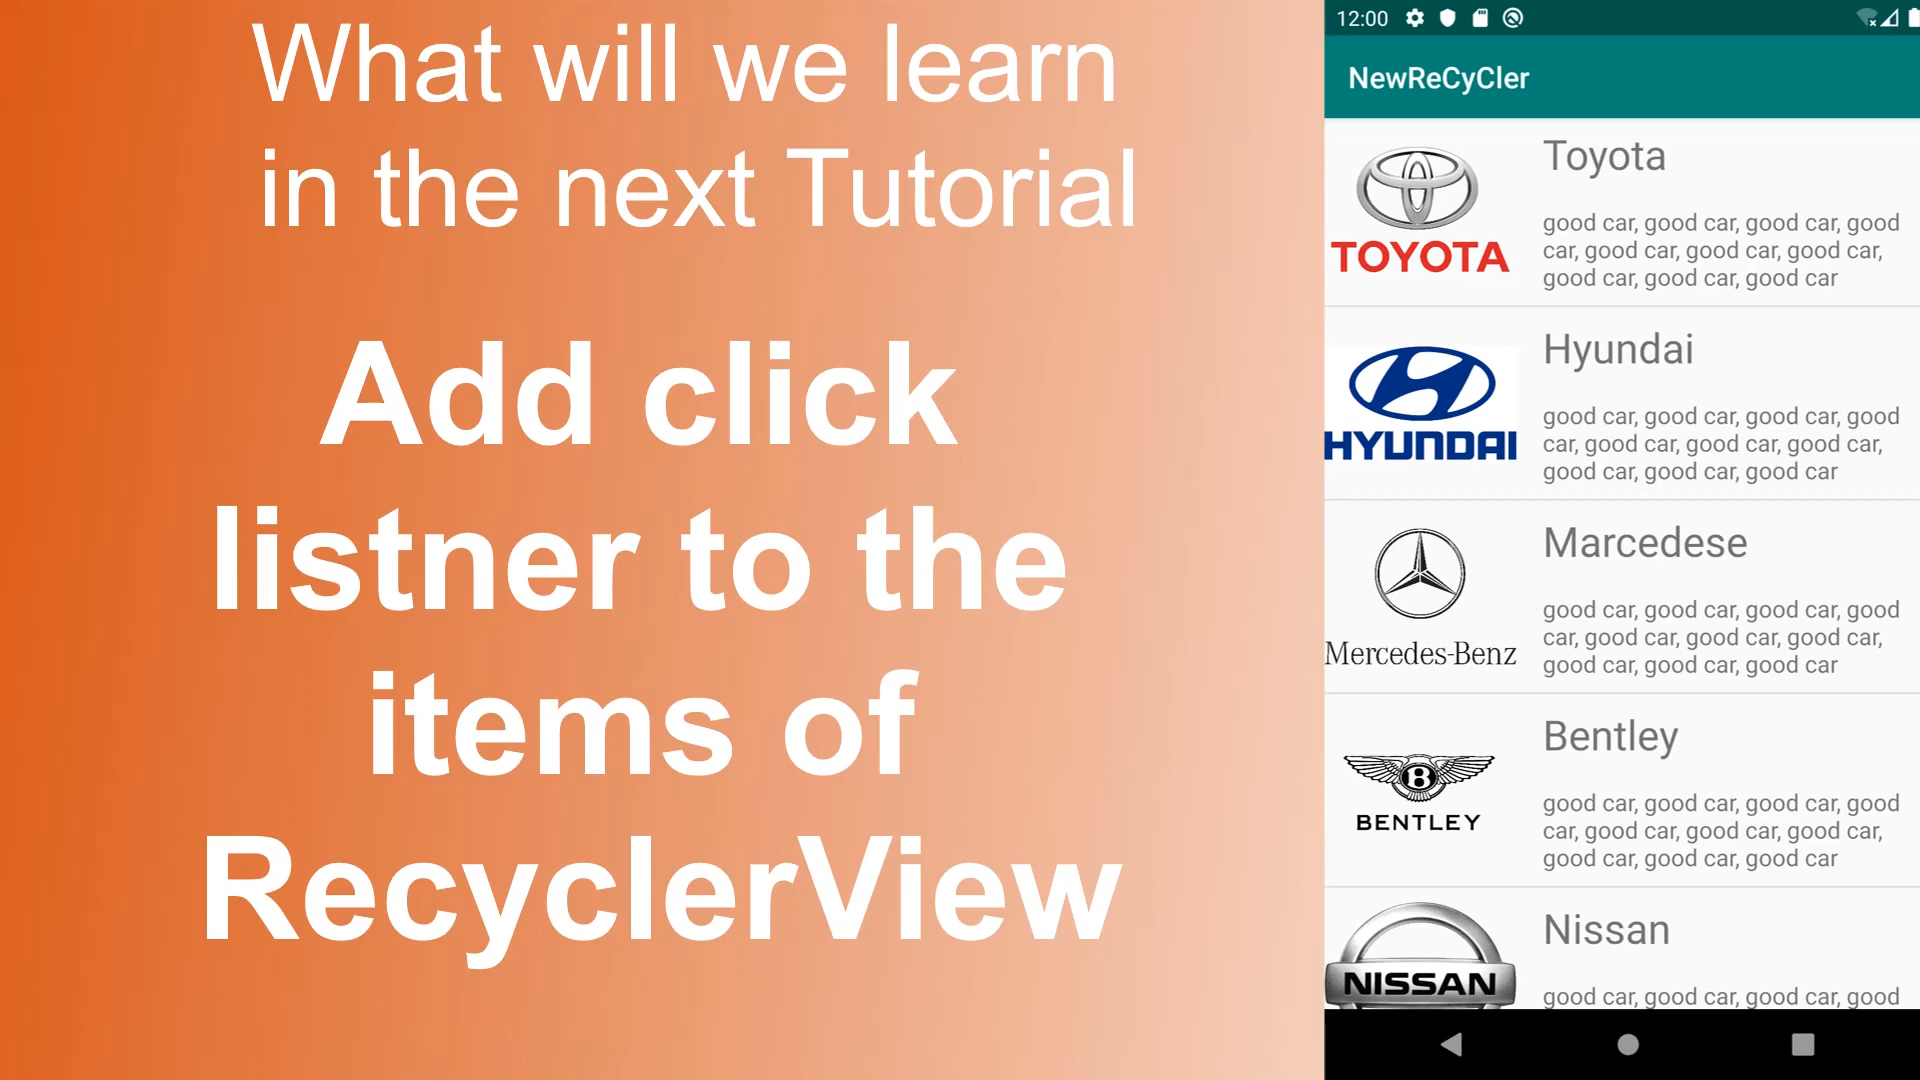 What will we learn
in the next Tutorial
Add click
listner to the
items of
RecyclerView
12:00
NewReCyCler
TOYOTA
Toyota
good car, good car, good car, good
car, good car, good car, good car,
good car, good car, good car
HYUNDAI
Hyundai
good car, good car, good car, good
car, good car, good car, good car,
good car, good car, good car
Mercedes-Benz
Marcedese
good car, good car, good car, good
car, good car, good car, good car,
good car, good car, good car
B
BENTLEY
Bentley
good car, good car, good car, good
car, good car, good car, good car,
good car, good car, good car
NISSAN
Nissan
good car, good car, good car, good